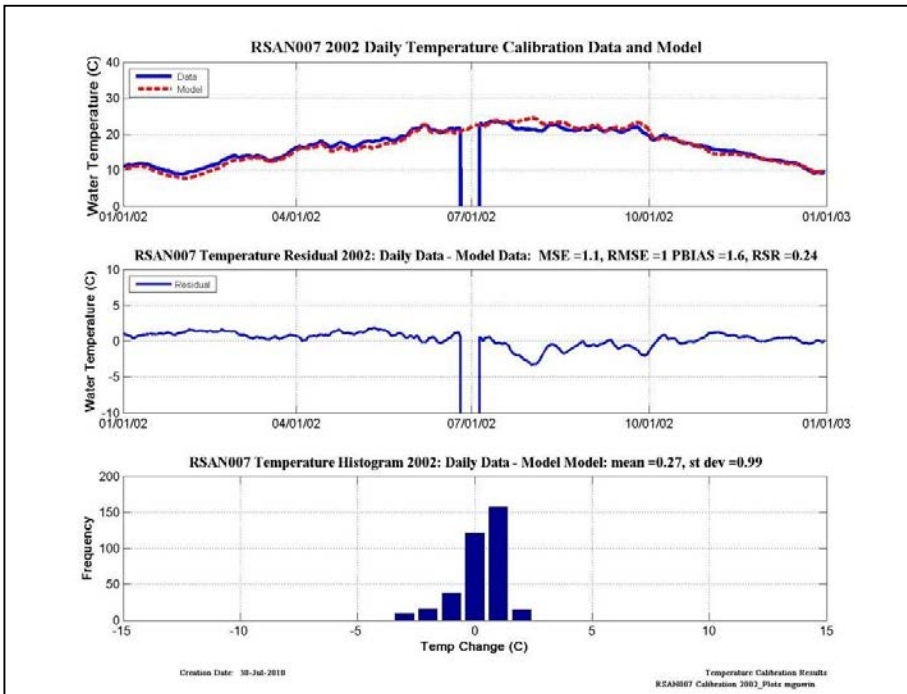 RSAN007 2002 Daily Temperature Calibration Data and Model
40
30
20
10
0
Water Temperature (C)
Data
Model
01/01/02 04/01/02 07/01/02 10/01/02 01/01/03
RSAN007 Temperature Residual 2002: Daily Data - Model Data: MSE =1.1, RMSE =1 PBIAS =1.6, RSR =0.24
10
5
0
-5
-10
Water Temperature (C)
Residual
01/01/02 04/01/02 07/01/02 10/01/02 01/01/03
RSAN007 Temperature Histogram 2002: Daily Data - Model Model: mean =0.27, st dev =0.99
200
150
100
50
0
Frequency
-15 -10 -5 0 5 10 15
Temp Change (C)
Creation Date: 30-Jul-2010
Temperature Calibration Results
RSAN007 Calibration 2002_Plots